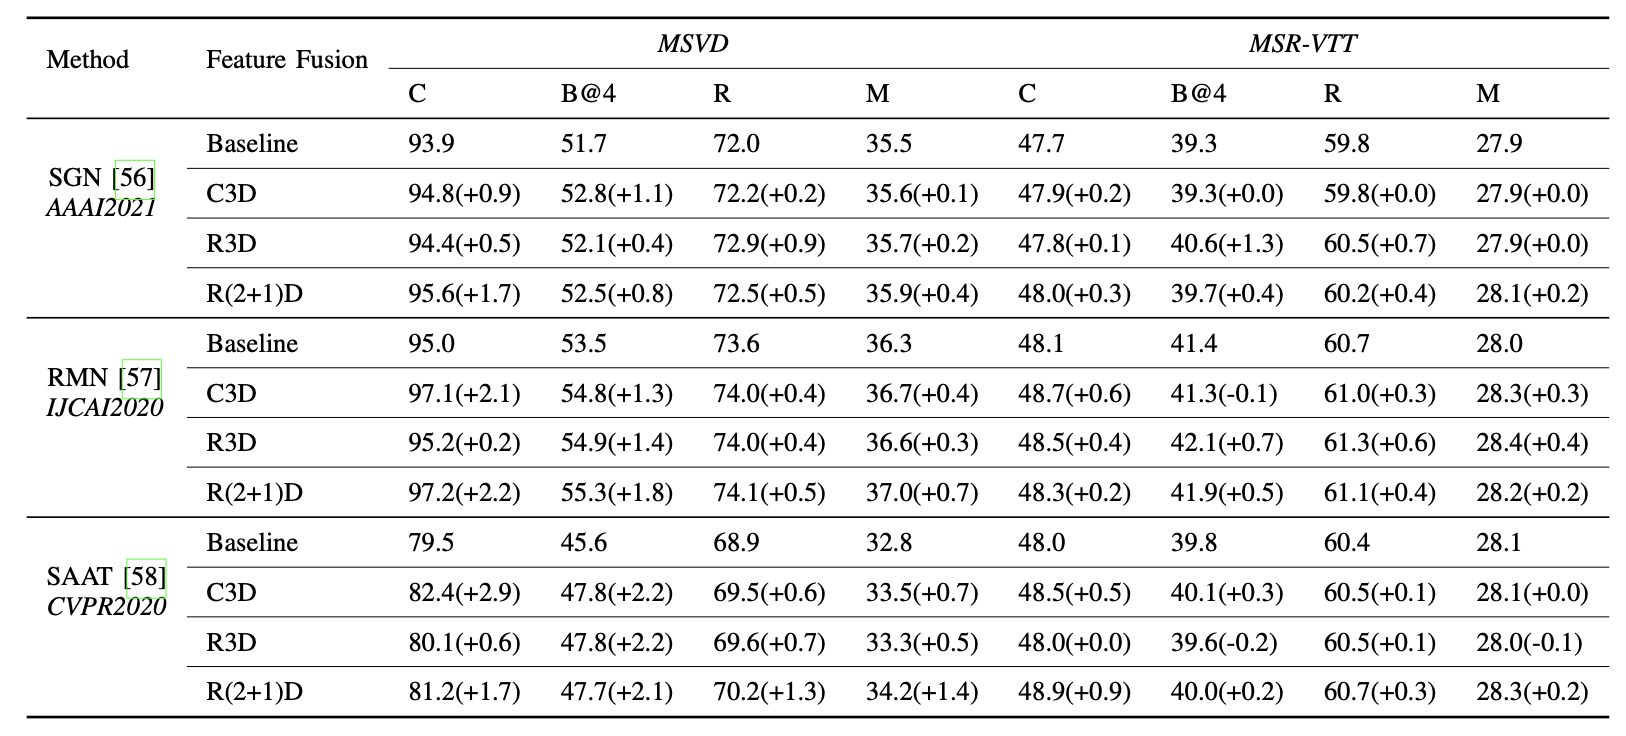 Method Feature Fusion MSVD MSR-VTT
C B@4 R M C B@4 R M
SGN [56]
AAAI2021
Baseline 93.9 51.7 72.0 35.5 47.7 39.3 59.8 27.9
C3D 94.8(+0.9) 52.8(+1.1) 72.2(+0.2) 35.6(+0.1) 47.9(+0.2) 39.3(+0.0) 59.8(+0.0) 27.9(+0.0)
R3D 94.4(+0.5) 52.1(+0.4) 72.9(+0.9) 35.7(+0.2) 47.8(+0.1) 40.6(+1.3) 60.5(+0.7) 27.9(+0.0)
R(2+1)D 95.6(+1.7) 52.5(+0.8) 72.5(+0.5) 35.9(+0.4) 48.0(+0.3) 39.7(+0.4) 60.2(+0.4) 28.1(+0.2)
RMN [57]
IJCAI2020
Baseline 95.0 53.5 73.6 36.3 48.1 41.4 60.7 28.0
C3D 97.1(+2.1) 54.8(+1.3) 74.0(+0.4) 36.7(+0.4) 48.7(+0.6) 41.3(-0.1) 61.0(+0.3) 28.3(+0.3)
R3D 95.2(+0.2) 54.9(+1.4) 74.0(+0.4) 36.6(+0.3) 48.5(+0.4) 42.1(+0.7) 61.3(+0.6) 28.4(+0.4)
R(2+1)D 97.2(+2.2) 55.3(+1.8) 74.1(+0.5) 37.0(+0.7) 48.3(+0.2) 41.9(+0.5) 61.1(+0.4) 28.2(+0.2)
SAAT [58]
CVPR2020
Baseline 79.5 45.6 68.9 32.8 48.0 39.8 60.4 28.1
C3D 82.4(+2.9) 47.8(+2.2) 69.5(+0.6) 33.5(+0.7) 48.5(+0.5) 40.1(+0.3) 60.5(+0.1) 28.1(+0.0)
R3D 80.1(+0.6) 47.8(+2.2) 69.6(+0.7) 33.3(+0.5) 48.0(+0.0) 39.6(-0.2) 60.5(+0.1) 28.0(-0.1)
R(2+1)D 81.2(+1.7) 47.7(+2.1) 70.2(+1.3) 34.2(+1.4) 48.9(+0.9) 40.0(+0.2) 60.7(+0.3) 28.3(+0.2)